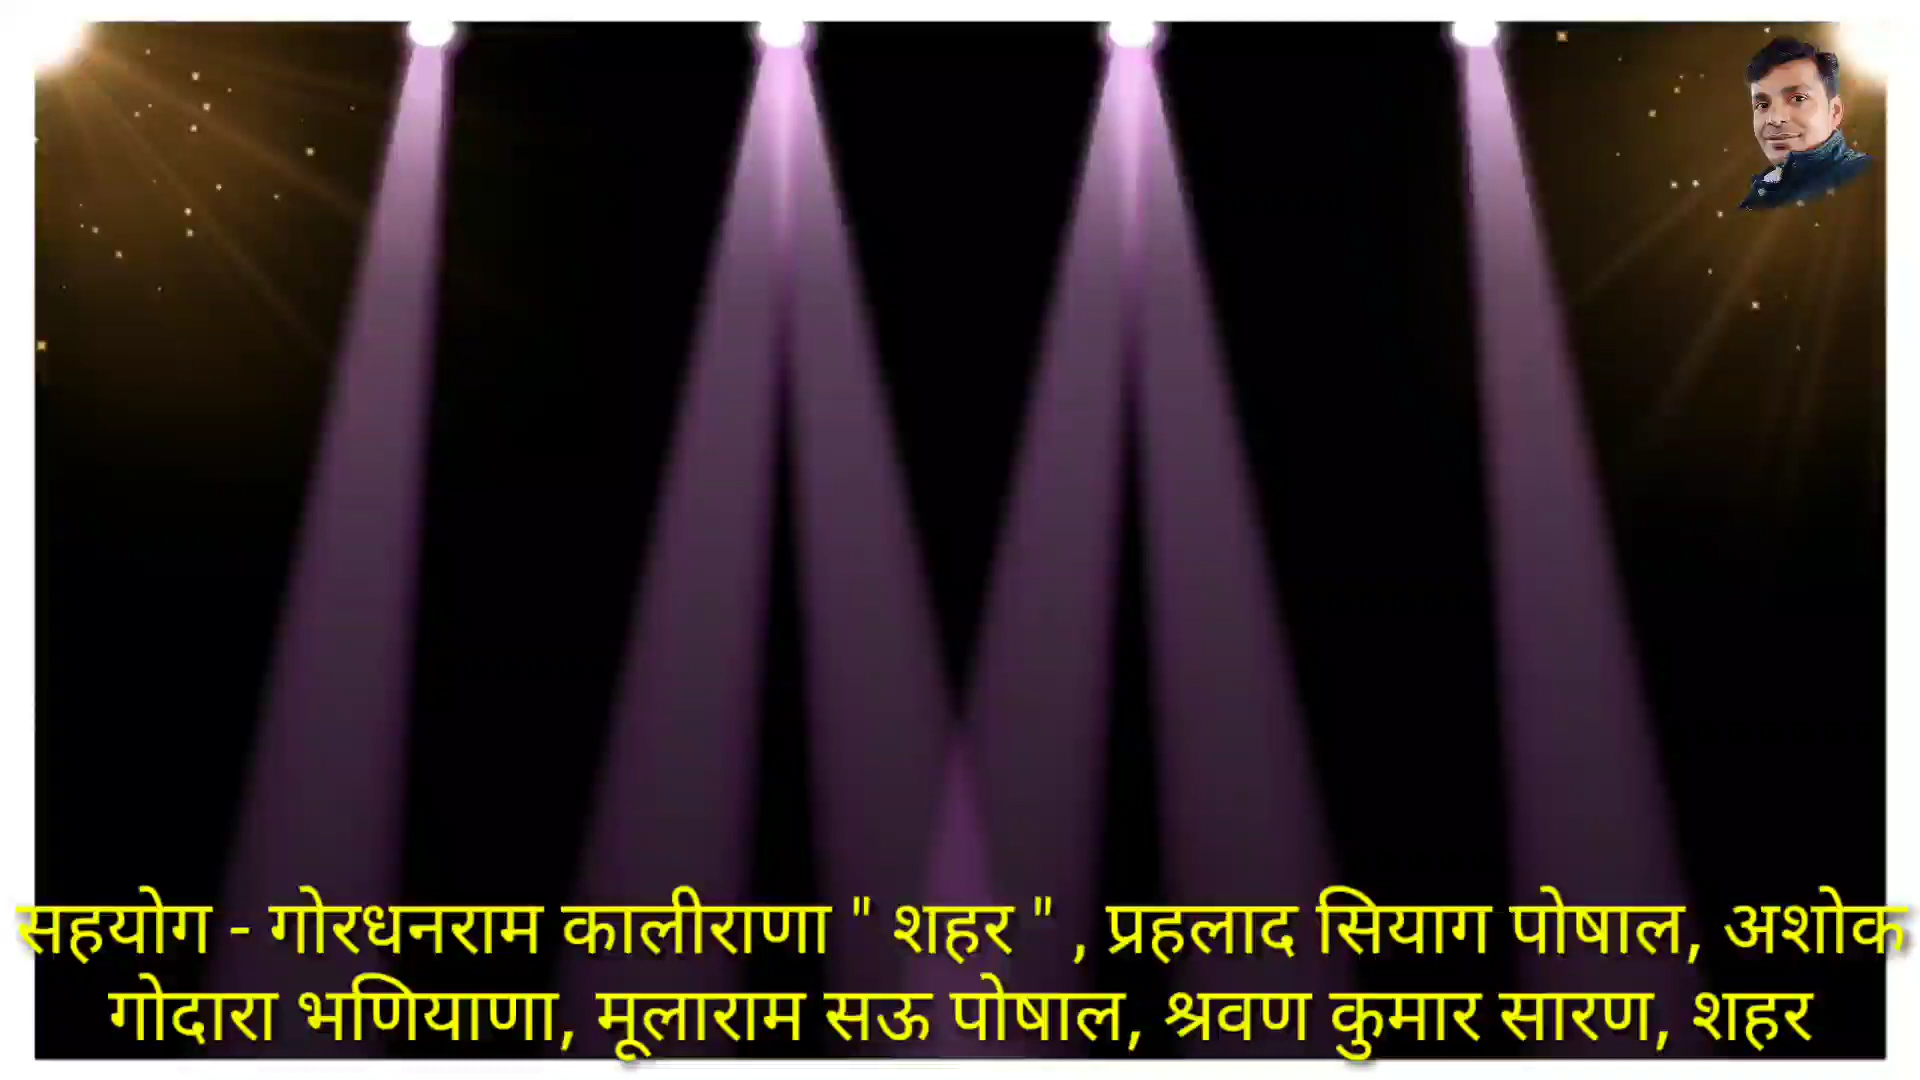 सहयोग - गोरधनराम कालीराणा " शहर " , प्रहलाद सियाग पोषाल, अशोक
गोदारा भणियाणा, मूलाराम सऊ पोषाल, श्रवण कुमार सारण, शहर